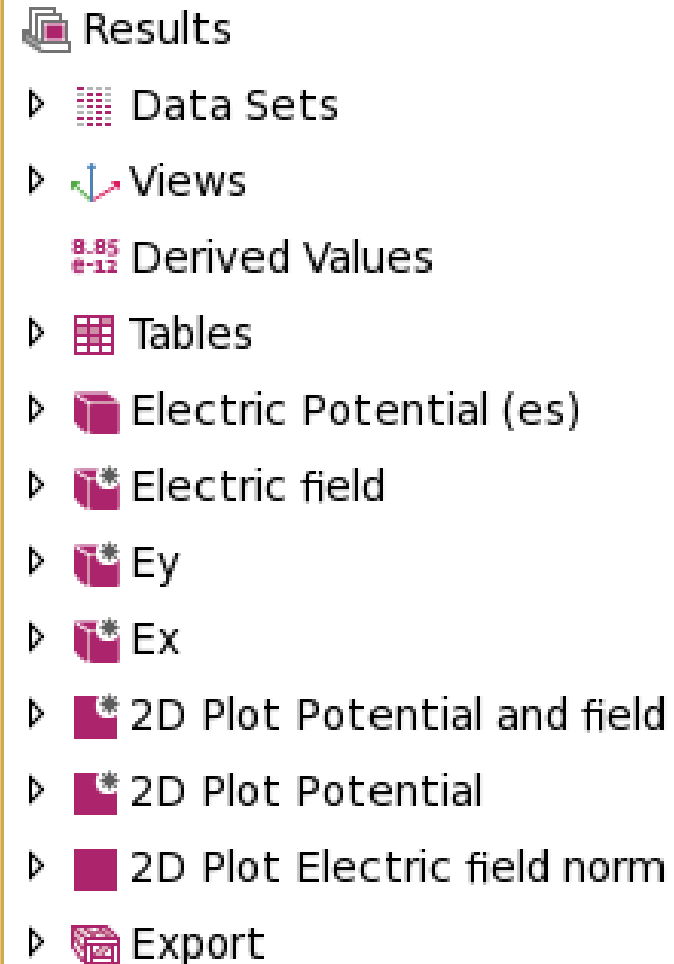 Results
Data Sets
Views
8.85
e-12
Derived Values
Tables
Electric Potential (es)
Electric field
Ey
Ex
2D Plot Potential and field
2D Plot Potential
2D Plot Electric field norm
Export